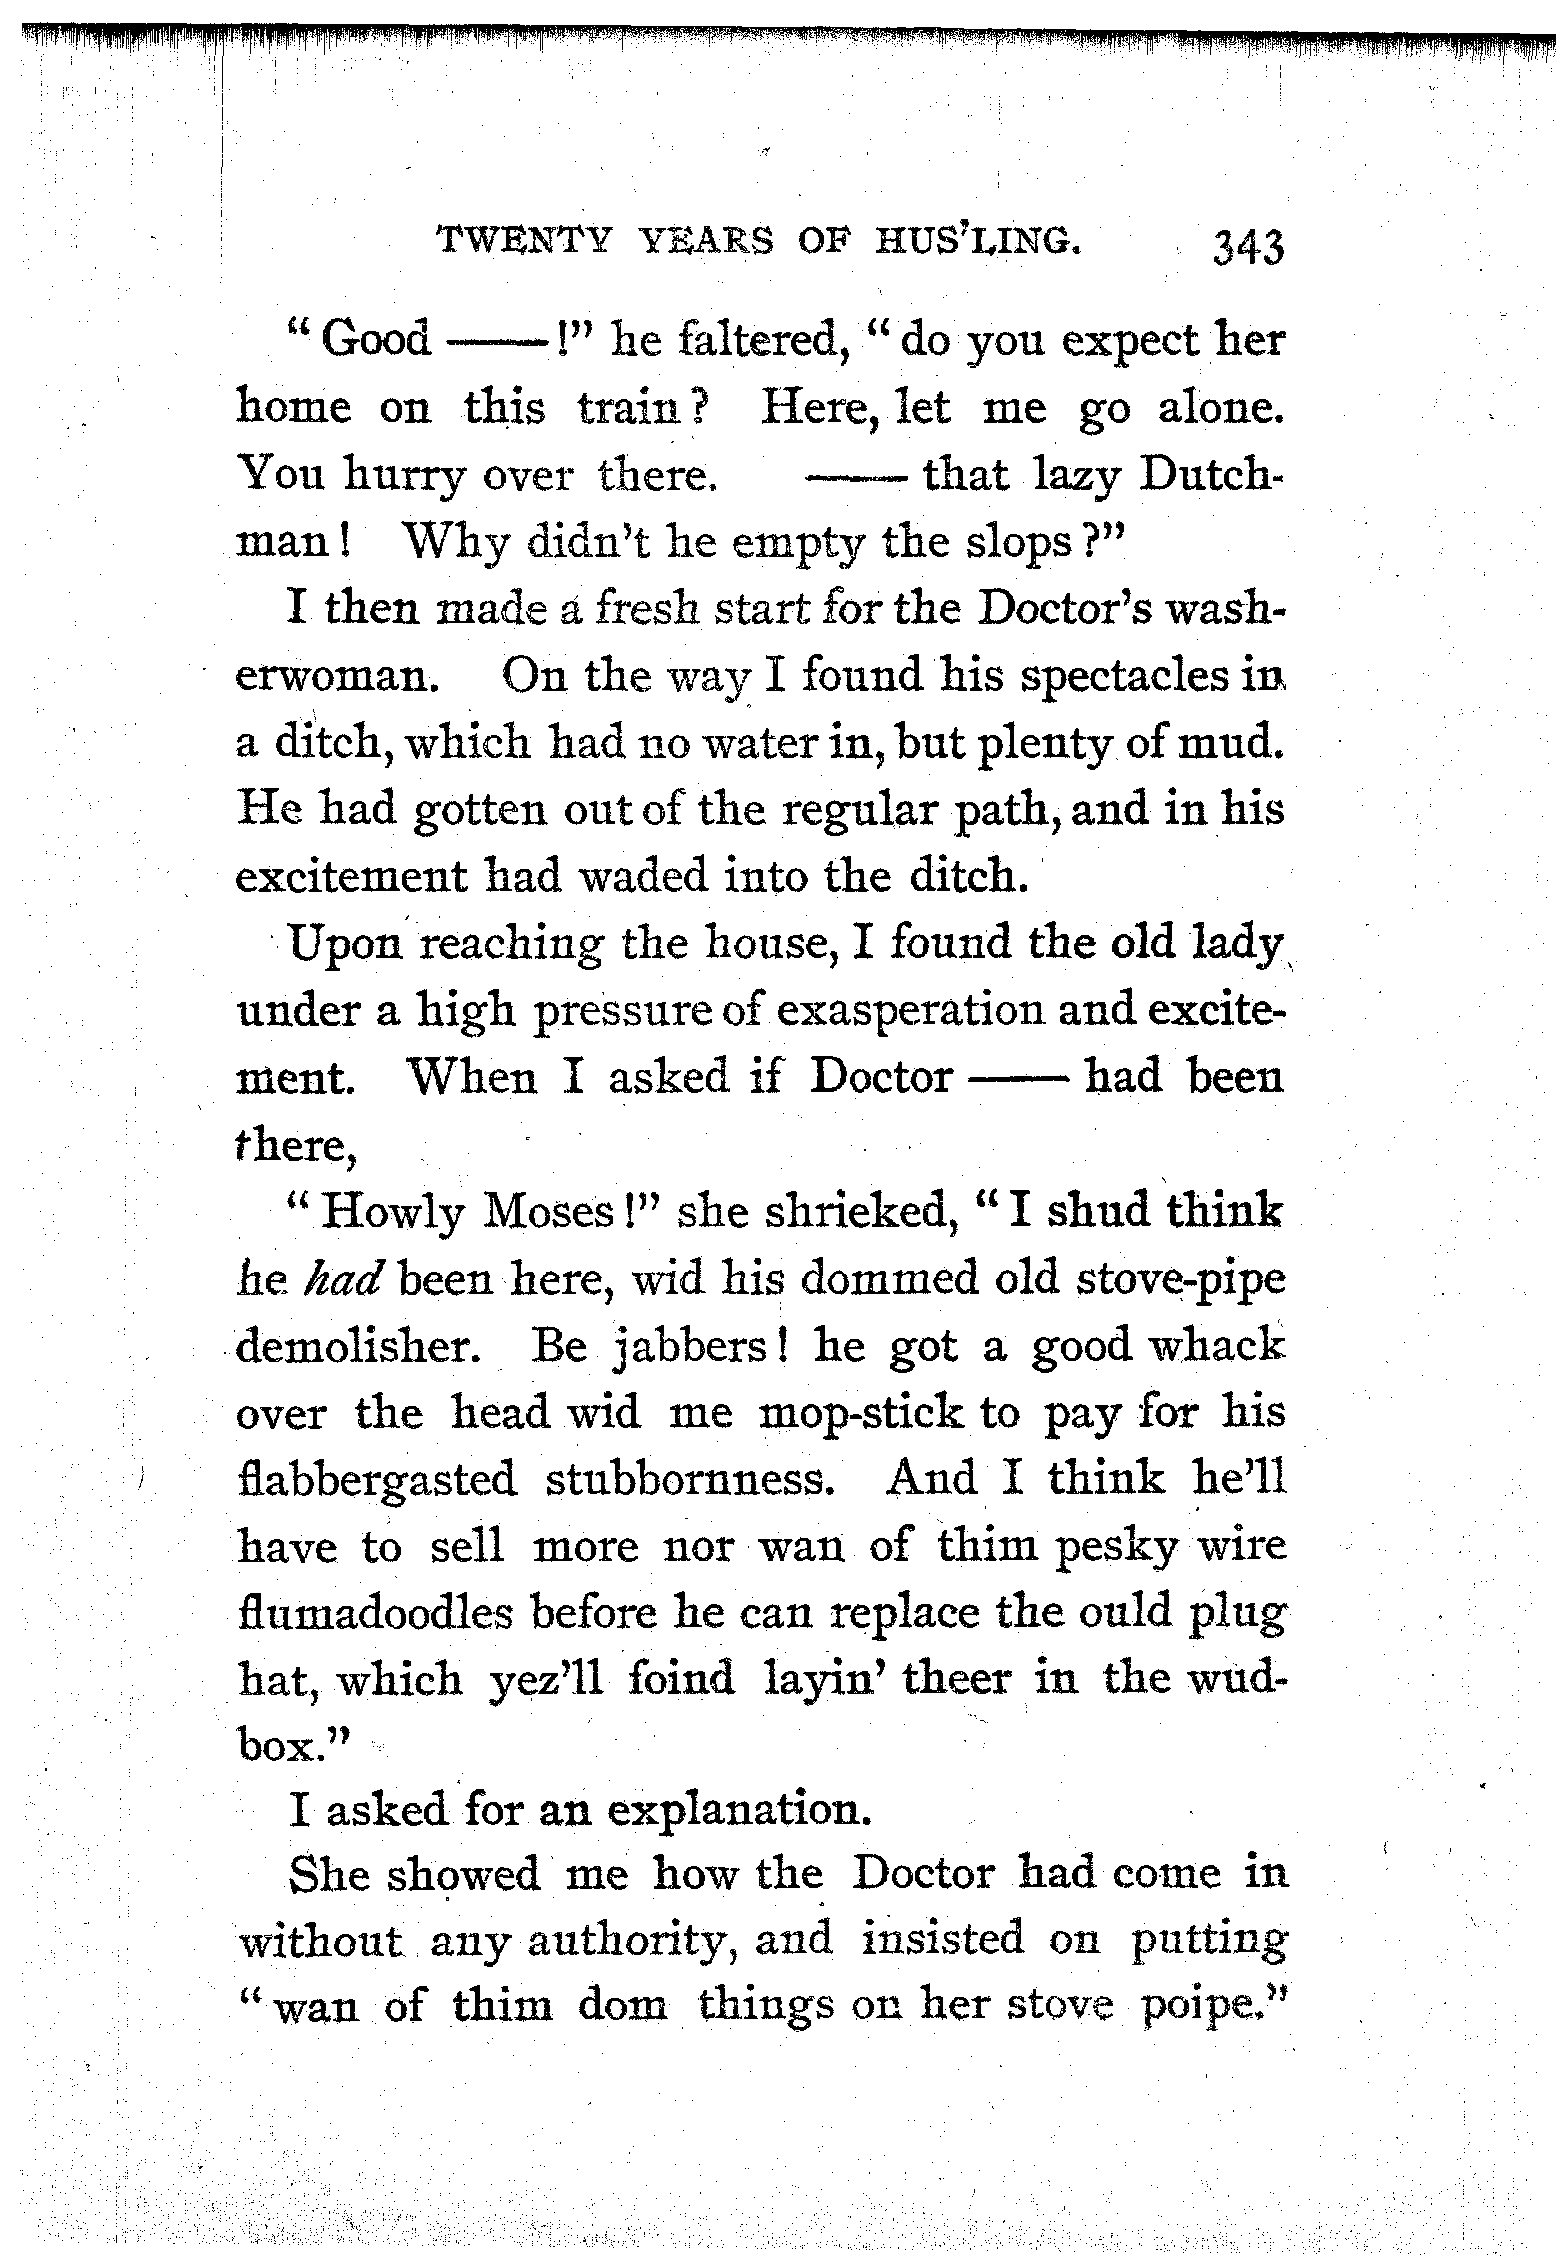 TWENTY YEARS OF HUS'LING. 343
"Good ——!" he faltered, "do you expect her
home on this train? Here, let me go alone.
You hurry over there. —— that lazy Dutch-
man! Why didn't he empty the slops?"
I then made a fresh start for the Doctor's wash-
erwoman. On the way I found his spectacles in
a ditch, which had no water in, but plenty of mud.
He had gotten out of the regular path, and in his
excitement had waded into the ditch.
Upon reaching the house, I found the old lady
under a high pressure of exasperation and excite-
ment. When I asked if Doctor —— had been
there,
"Howly Moses!" she shrieked, "I shud think
he had been here, wid his dommed old stove-pipe
demolisher. Be jabbers! he got a good whack
over the head wid me mop-stick to pay for his
flabbergasted stubbornness. And I think he'll
have to sell more nor wan of thim pesky wire
flumadoodles before he can replace the ould plug
hat, which yez'll foind layin' theer in the wud-
box."
I asked for an explanation.
She showed me how the Doctor had come in
without any authority, and insisted on putting
"wan of thim dom things on her stove poipe."